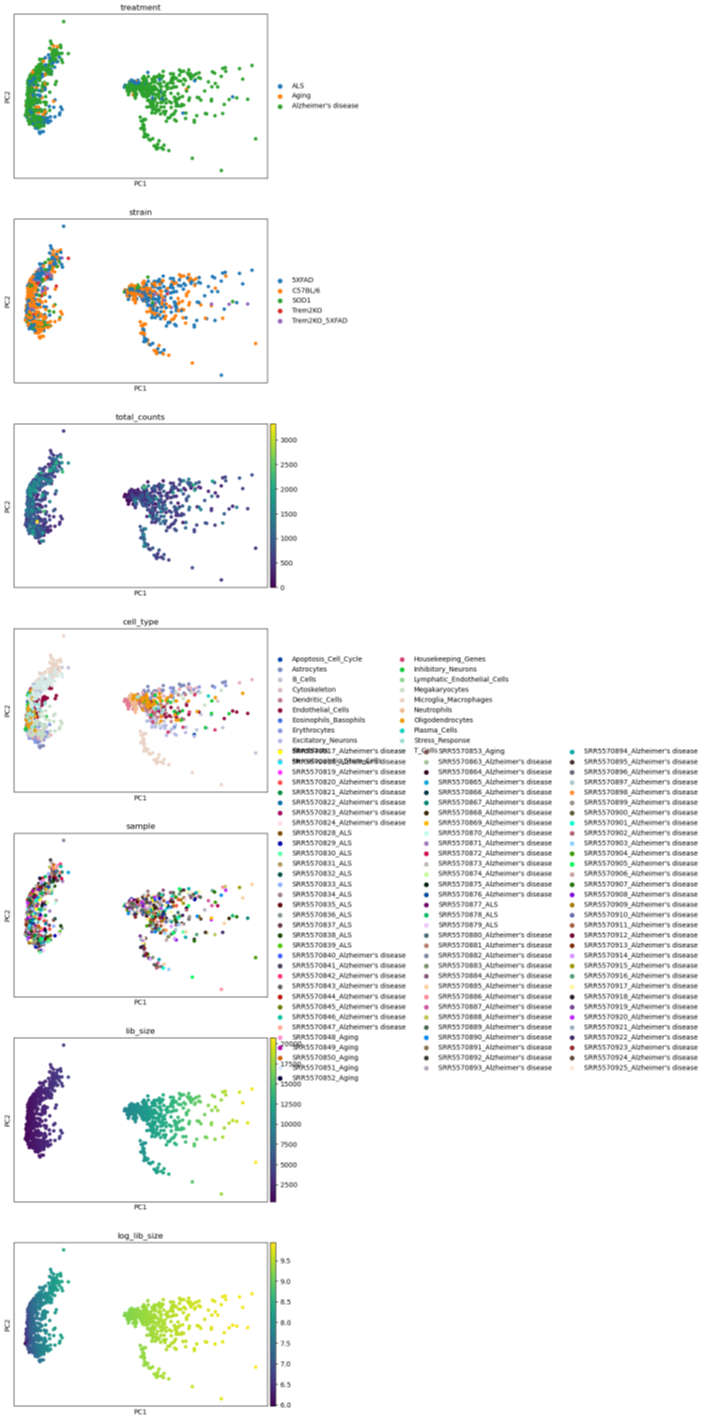 treatment
PC2
ALS
Aging
Alzheimer's disease
PC1
strain
PC2
5XFAD
C57BL/6
SOD1
Trem2KO
Trem2KO_5XFAD
PC1
total_counts
PC2
3000
2500
2000
1500
1000
500
0
PC1
cell_type
PC2
Apoptosis_Cell_Cycle
Astrocytes
B_Cells
Cytoskeleton
Dendritic_Cells
Endothelial_Cells
Eosinophils_Basophils
Erythrocytes
Excitatory_Neurons
Housekeeping_Genes
Inhibitory_Neurons
Lymphatic_Endothelial_Cells
Megakaryocytes
Microglia_Macrophages
Neutrophils
Oligodendrocytes
Plasma_Cells
Stress_Response
T_Cells
PC1
sample
PC2
SRR5570819_Alzheimer's disease
SRR5570820_Alzheimer's disease
SRR5570821_Alzheimer's disease
SRR5570822_Alzheimer's disease
SRR5570823_Alzheimer's disease
SRR5570824_Alzheimer's disease
SRR5570828_ALS
SRR5570829_ALS
SRR5570830_ALS
SRR5570831_ALS
SRR5570832_ALS
SRR5570833_ALS
SRR5570834_ALS
SRR5570835_ALS
SRR5570836_ALS
SRR5570837_ALS
SRR5570838_ALS
SRR5570839_ALS
SRR5570840_Alzheimer's disease
SRR5570841_Alzheimer's disease
SRR5570842_Alzheimer's disease
SRR5570843_Alzheimer's disease
SRR5570844_Alzheimer's disease
SRR5570845_Alzheimer's disease
SRR5570846_Alzheimer's disease
SRR5570847_Alzheimer's disease
SRR5570848_Aging
SRR5570849_Aging
SRR5570850_Aging
SRR5570851_Aging
SRR5570852_Aging
SRR5570853_Aging
SRR5570863_Alzheimer's disease
SRR5570864_Alzheimer's disease
SRR5570865_Alzheimer's disease
SRR5570866_Alzheimer's disease
SRR5570867_Alzheimer's disease
SRR5570868_Alzheimer's disease
SRR5570869_Alzheimer's disease
SRR5570870_Alzheimer's disease
SRR5570871_Alzheimer's disease
SRR5570872_Alzheimer's disease
SRR5570873_Alzheimer's disease
SRR5570874_Alzheimer's disease
SRR5570875_Alzheimer's disease
SRR5570876_Alzheimer's disease
SRR5570877_ALS
SRR5570878_ALS
SRR5570879_ALS
SRR5570880_Alzheimer's disease
SRR5570881_Alzheimer's disease
SRR5570882_Alzheimer's disease
SRR5570883_Alzheimer's disease
SRR5570884_Alzheimer's disease
SRR5570885_Alzheimer's disease
SRR5570886_Alzheimer's disease
SRR5570887_Alzheimer's disease
SRR5570888_Alzheimer's disease
SRR5570889_Alzheimer's disease
SRR5570890_Alzheimer's disease
SRR5570891_Alzheimer's disease
SRR5570892_Alzheimer's disease
SRR5570893_Alzheimer's disease
SRR5570894_Alzheimer's disease
SRR5570895_Alzheimer's disease
SRR5570896_Alzheimer's disease
SRR5570897_Alzheimer's disease
SRR5570898_Alzheimer's disease
SRR5570899_Alzheimer's disease
SRR5570900_Alzheimer's disease
SRR5570901_Alzheimer's disease
SRR5570902_Alzheimer's disease
SRR5570903_Alzheimer's disease
SRR5570904_Alzheimer's disease
SRR5570905_Alzheimer's disease
SRR5570906_Alzheimer's disease
SRR5570907_Alzheimer's disease
SRR5570908_Alzheimer's disease
SRR5570909_Alzheimer's disease
SRR5570910_Alzheimer's disease
SRR5570911_Alzheimer's disease
SRR5570912_Alzheimer's disease
SRR5570913_Alzheimer's disease
SRR5570914_Alzheimer's disease
SRR5570915_Alzheimer's disease
SRR5570916_Alzheimer's disease
SRR5570917_Alzheimer's disease
SRR5570918_Alzheimer's disease
SRR5570919_Alzheimer's disease
SRR5570920_Alzheimer's disease
SRR5570921_Alzheimer's disease
SRR5570922_Alzheimer's disease
SRR5570923_Alzheimer's disease
SRR5570924_Alzheimer's disease
SRR5570925_Alzheimer's disease
PC1
lib_size
PC2
20000
17500
15000
12500
10000
7500
5000
2500
PC1
log_lib_size
PC2
9.5
9.0
8.5
8.0
7.5
7.0
6.5
6.0
PC1